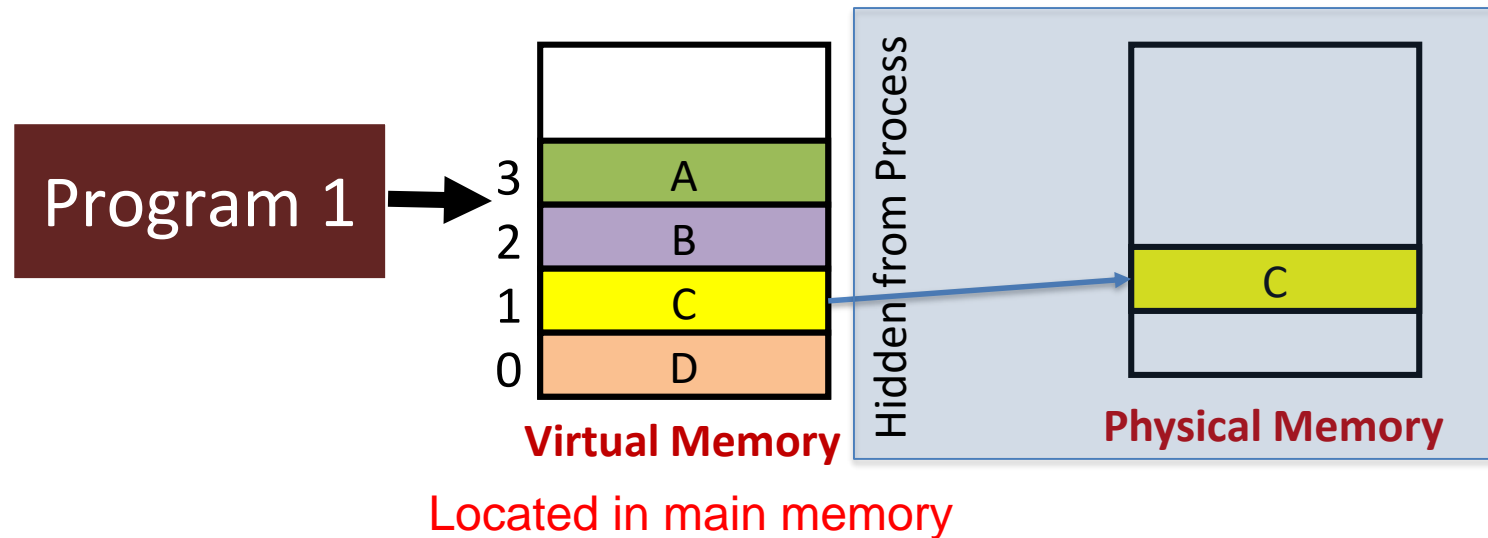 Program 1
3
2
1
0
A
B
C
D
Virtual Memory
Located in main memory
Hidden from Process
C
Physical Memory